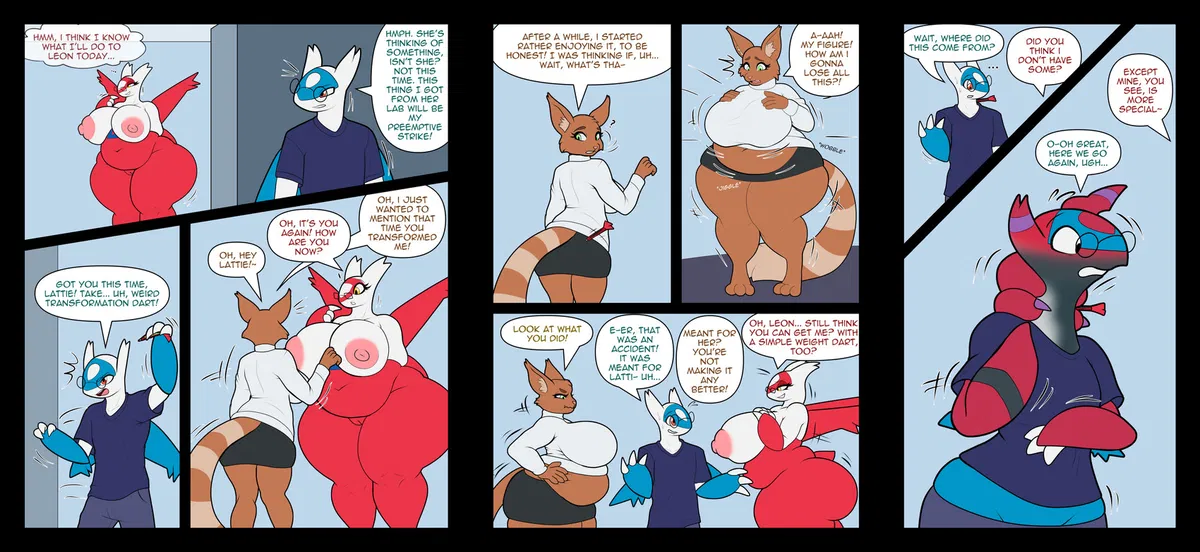 HMM, I THINK I KNOW
WHAT I'LL DO TO
LEON TODAY...
HMPH. SHE'S
THINKING OF
SOMETHING,
ISN'T SHE?
NOT THIS
TIME. THIS
THING I GOT
FROM HER
LAB WILL BE
MY
PREEMPTIVE
STRIKE!
GOT YOU THIS TIME,
LATTIE! TAKE... UH, WEIRD
TRANSFORMATION DART!
OH, HEY
LATTIE!~
OH, IT'S YOU
AGAIN! HOW
ARE YOU
NOW?
OH, I JUST
WANTED TO
MENTION THAT
TIME YOU
TRANSFORMED
ME!
AFTER A WHILE, I STARTED
RATHER ENJOYING IT, TO BE
HONEST! I WAS THINKING IF, UH...
WAIT, WHAT'S THA-
A-AAH!
MY FIGURE!
HOW AM I
GONNA
LOSE ALL
THIS?!
*WOBBLE*
*JIGGLE*
LOOK AT WHAT
YOU DID!
E-ER, THAT
WAS AN
ACCIDENT!
IT WAS
MEANT FOR
LATTI- UH...
MEANT FOR
HER?
YOU'RE
NOT
MAKING IT
ANY
BETTER!
OH, LEON... STILL THINK
YOU CAN GET ME? WITH
A SIMPLE WEIGHT DART,
TOO?
WAIT, WHERE DID
THIS COME FROM?
...
DID YOU
THINK I
DON'T HAVE
SOME?
EXCEPT
MINE, YOU
SEE, IS
MORE
SPECIAL~
O-OH GREAT,
HERE WE GO
AGAIN, UGH...